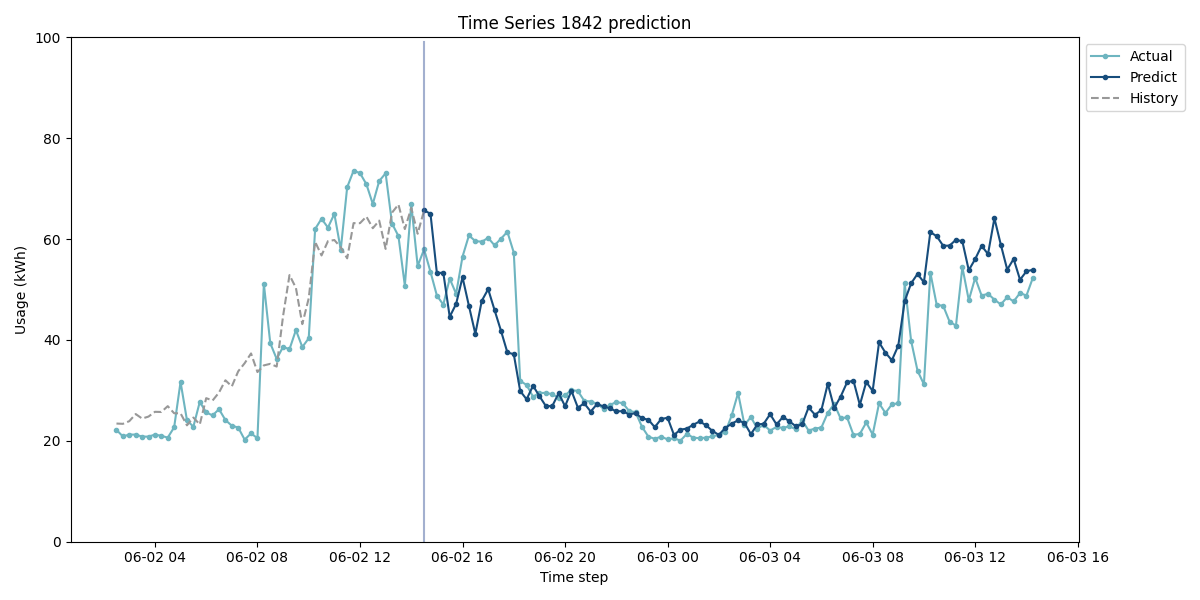 Time Series 1842 prediction
100
80
60
40
20
0
Usage (kWh)
06-02 04
06-02 08
06-02 12
06-02 16
06-02 20
06-03 00
06-03 04
06-03 08
06-03 12
06-03 16
Time step
Actual
Predict
History